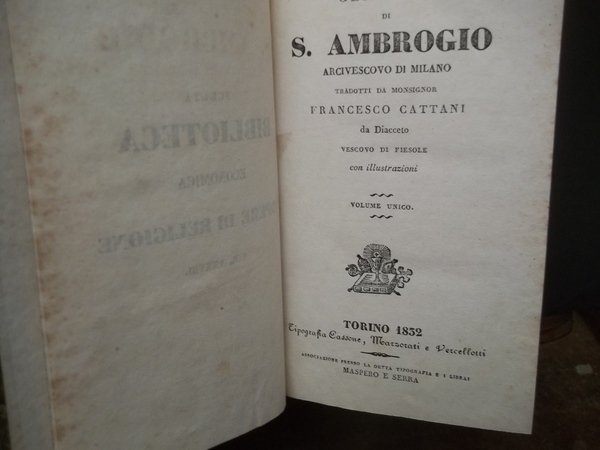 DI
S. AMBROGIO
ARCIVESCOVO DI MILANO
TRADOTTI DA MONSIGNOR
FRANCESCO CATTANI
da Diacceto
VESCOVO DI FIESOLE
con illustrazioni
VOLUME UNICO.
TORINO 1832
Tipografia Cassone, Marzorati e Vercellotti
ASSOCIAZIONE PRESSO LA DETTA TIPOGRAFIA E I LIBRAI
MASPERO E SERRA